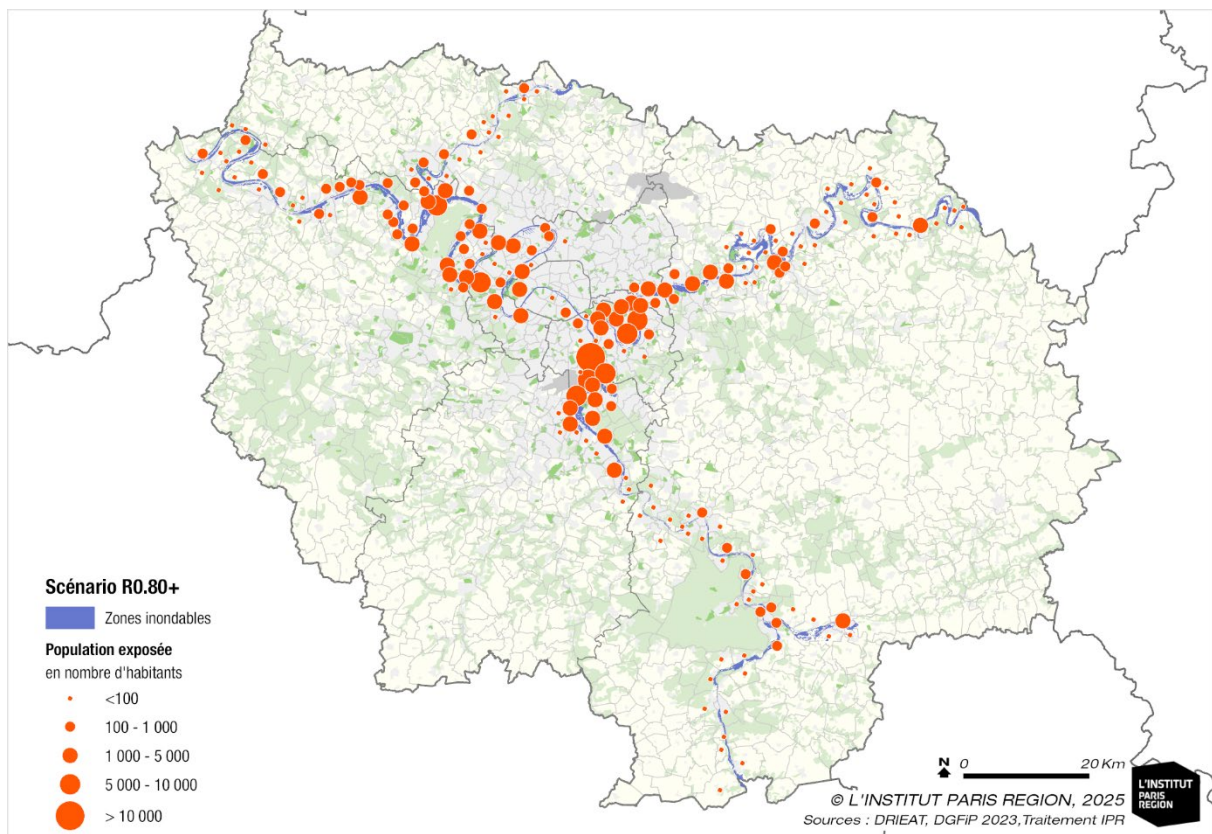 Scénario R0.80+
Zones inondables
Population exposée
en nombre d'habitants
<100
100 - 1 000
1 000 - 5 000
5 000 - 10 000
> 10 000
N 0 20 Km
© L'INSTITUT PARIS REGION, 2025
Sources : DRIEAT, DGFiP 2023,Traitement IPR
L'INSTITUT
PARIS
REGION